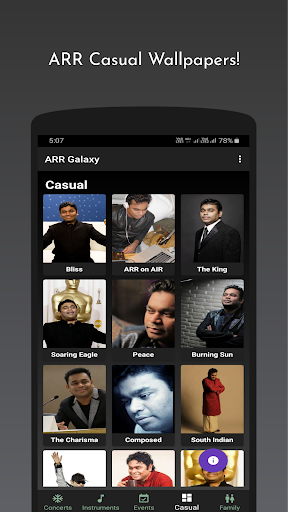 ARR Casual Wallpapers!
5:07
78%
ARR Galaxy
Casual
Bliss
ARR on AIR
The King
Soaring Eagle
Peace
Burning Sun
The Charisma
Composed
South Indian
Concerts
Instruments
Events
Casual
Family